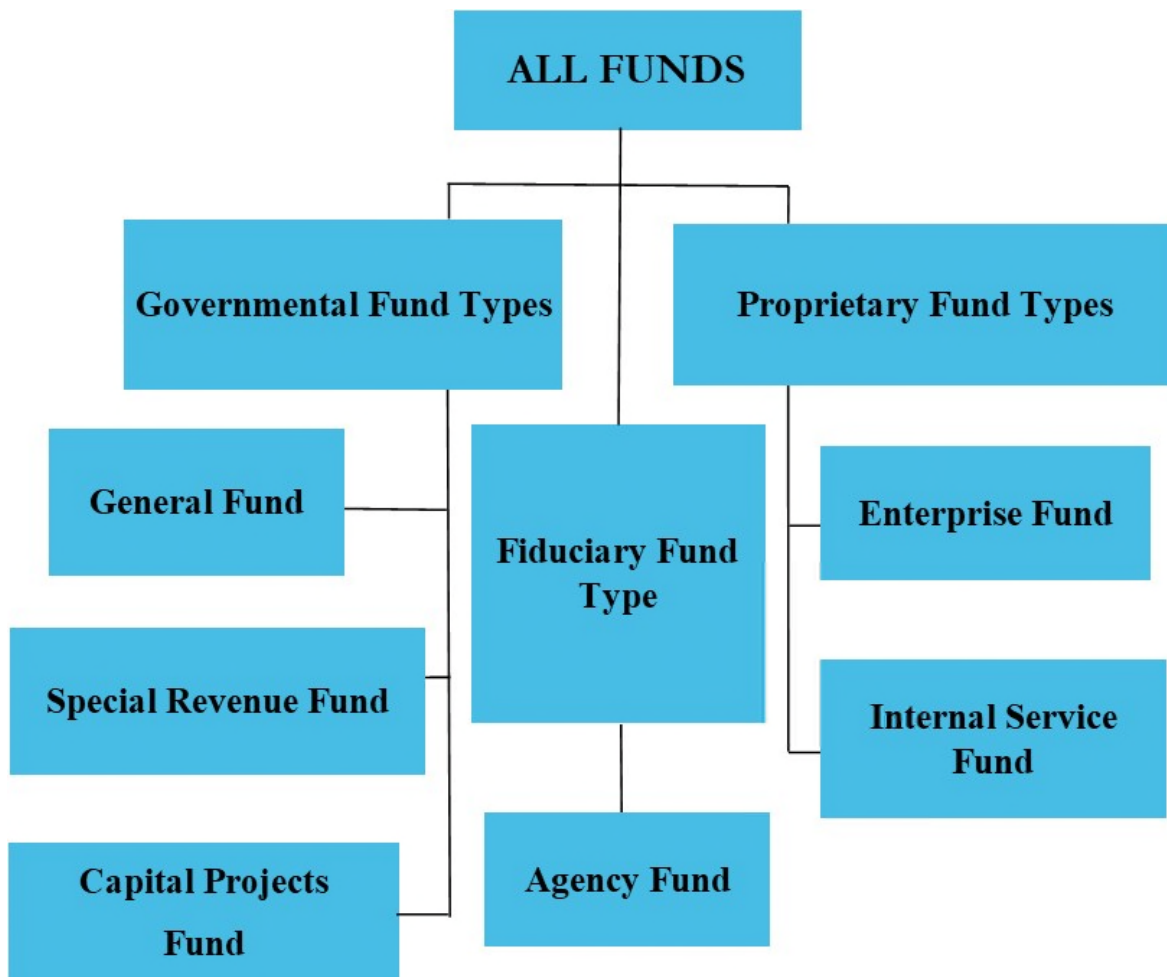 ALL FUNDS
Governmental Fund Types
Proprietary Fund Types
General Fund
Fiduciary Fund
Type
Enterprise Fund
Special Revenue Fund
Internal Service
Fund
Capital Projects
Fund
Agency Fund